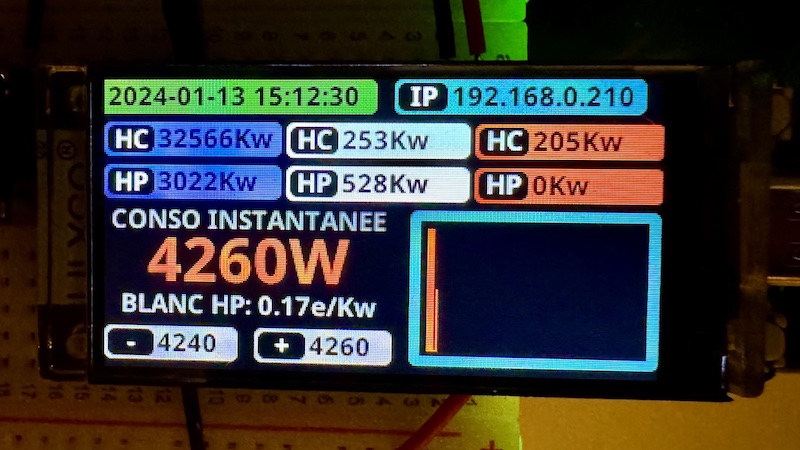 2024-01-13 15:12:30 IP 192.168.0.210
HC 32566Kw HC 253Kw HC 205Kw
HP 3022Kw HP 528Kw HP 0Kw
CONSO INSTANTANEE
4260W
BLANC HP: 0.17e/Kw
- 4240 + 4260